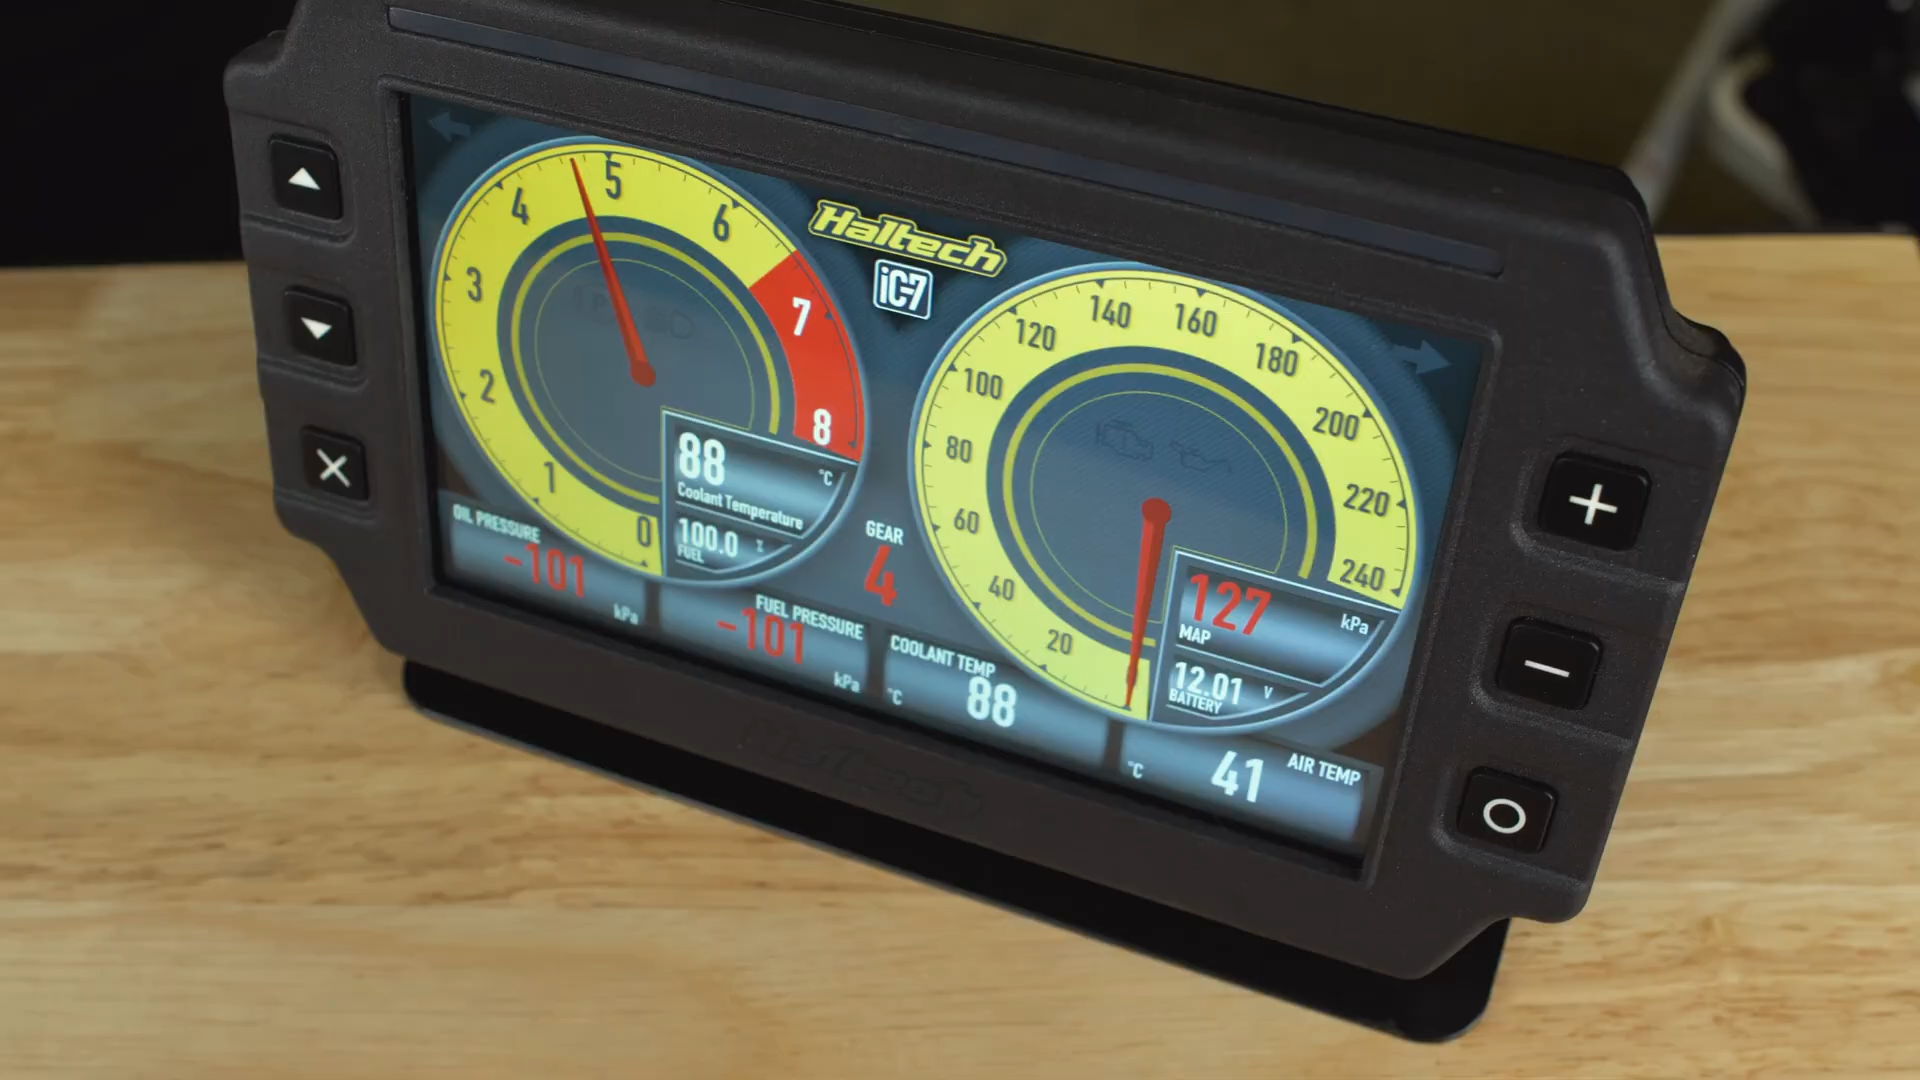 Haltech
iC-7
0
1
2
3
4
5
6
7
8
88 °C
Coolant Temperature
100.0 %
FUEL
GEAR
4
0
20
40
60
80
100
120
140
160
180
200
220
240
127 kPa
MAP
12.01 V
BATTERY
OIL PRESSURE
-101
kPa
FUEL PRESSURE
-101
kPa
COOLANT TEMP
°C 88
AIR TEMP
°C 41
Haltech